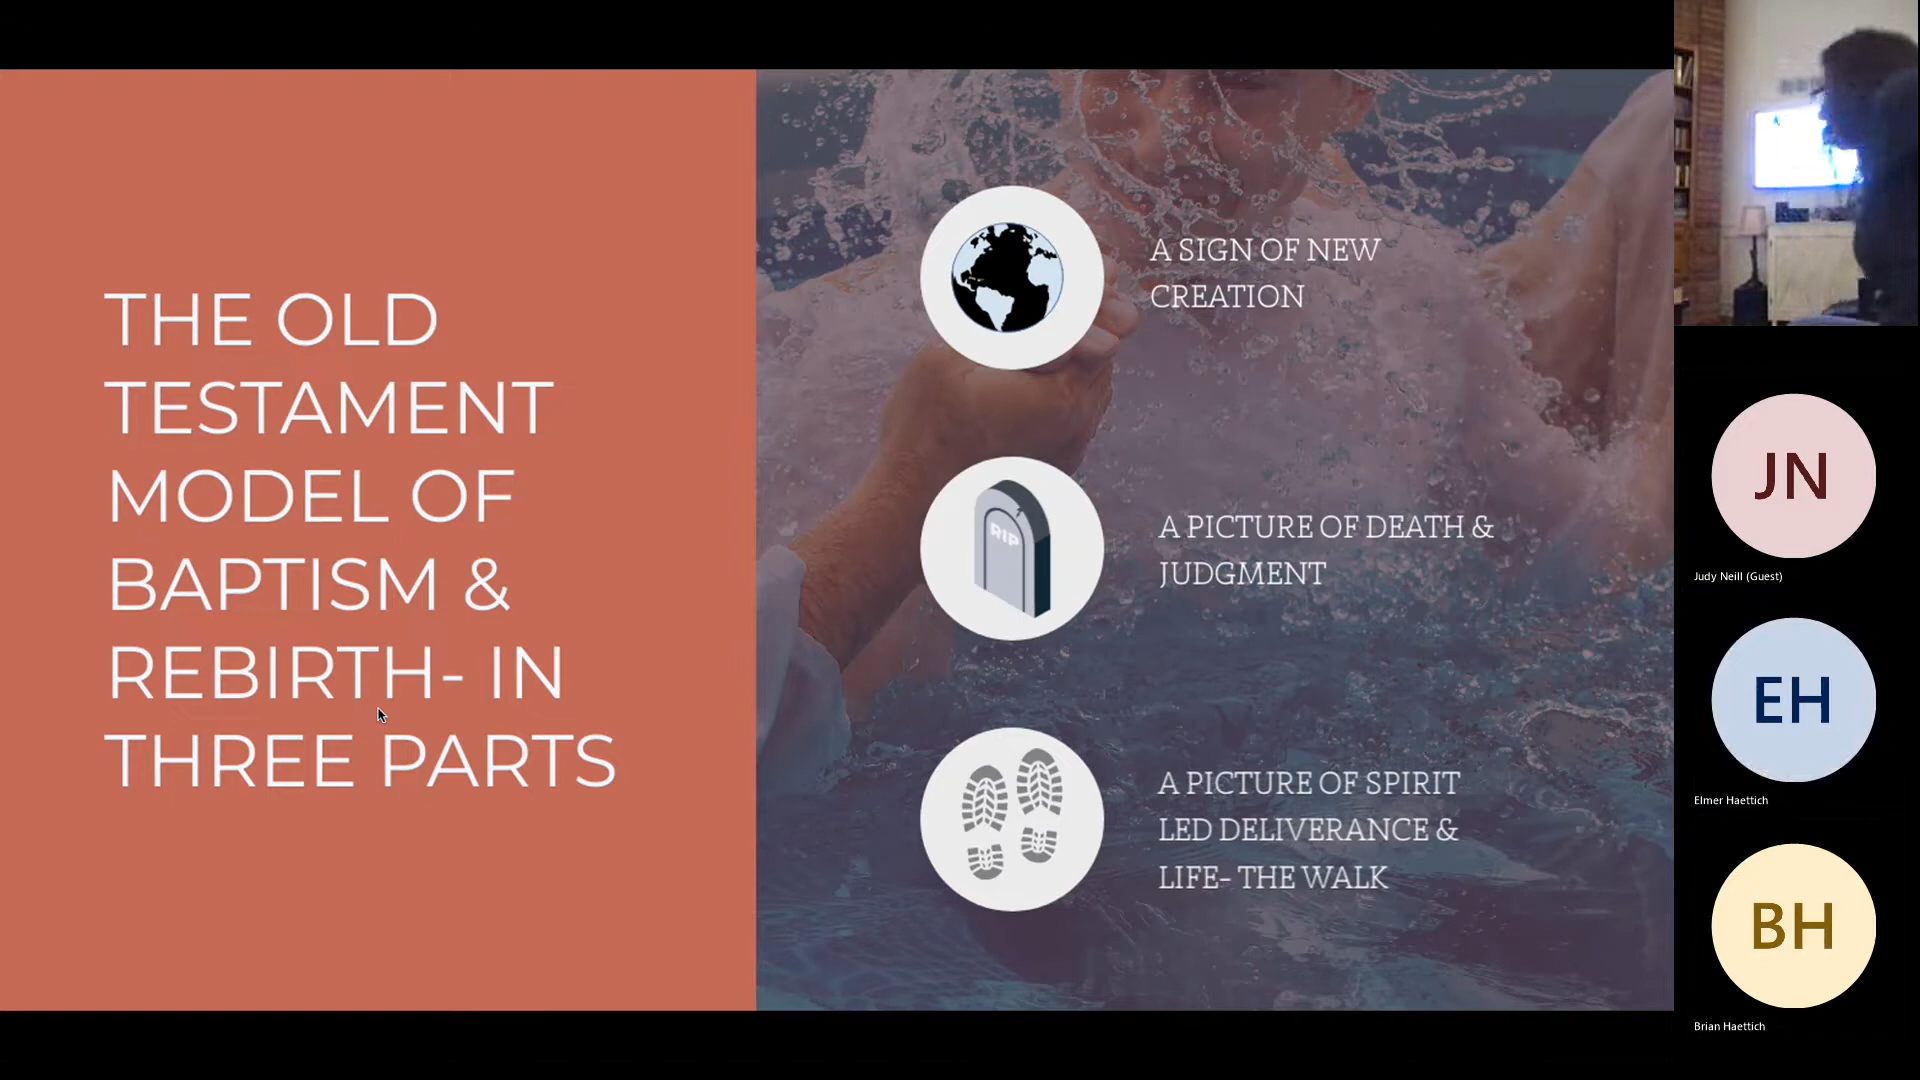 THE OLD
TESTAMENT
MODEL OF
BAPTISM &
REBIRTH- IN
THREE PARTS
A SIGN OF NEW
CREATION
RIP
A PICTURE OF DEATH &
JUDGMENT
A PICTURE OF SPIRIT
LED DELIVERANCE &
LIFE- THE WALK
JN
Judy Neill (Guest)
EH
Elmer Haettich
BH
Brian Haettich